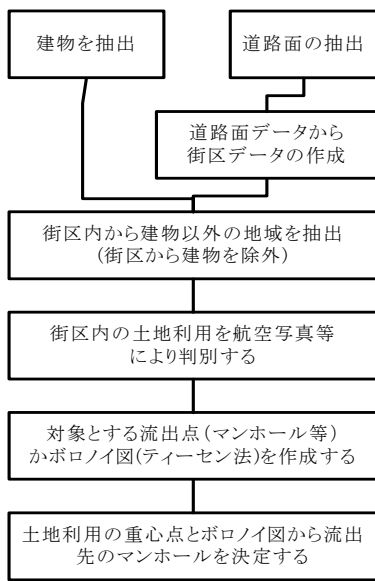 建物を抽出
道路面の抽出
道路面データから
街区データの作成
街区内から建物以外の地域を抽出
(街区から建物を除外)
街区内の土地利用を航空写真等
により判別する
対象とする流出点(マンホール等)
かボロノイ図(ティーセン法)を作成する
土地利用の重心点とボロノイ図から流出
先のマンホールを決定する